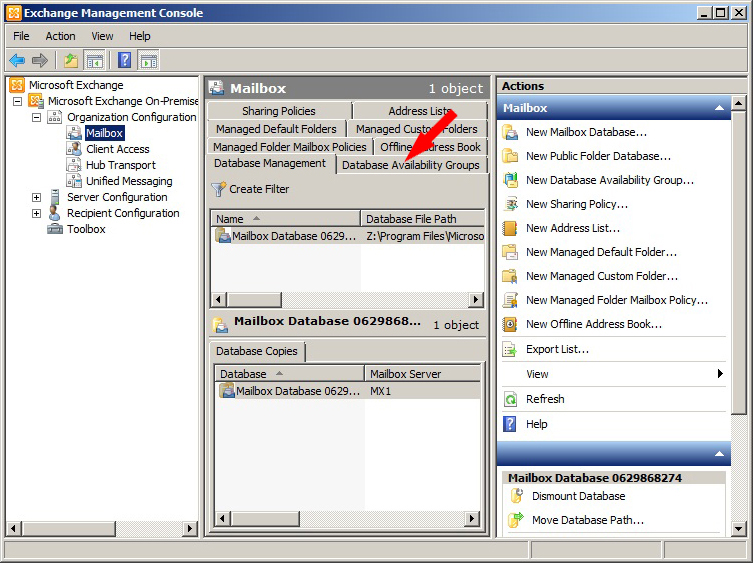 Exchange Management Console
File Action View Help
Microsoft Exchange
Microsoft Exchange On-Premise
Organization Configuration
Mailbox
Client Access
Hub Transport
Unified Messaging
Server Configuration
Recipient Configuration
Toolbox
Mailbox 1 object
Sharing Policies Address Lists
Managed Default Folders Managed Custom Folders
Managed Folder Mailbox Policies Offline Address Book
Database Management Database Availability Groups
Create Filter
Name Database File Path
Mailbox Database 0629... Z:\Program Files\Microso
Mailbox Database 0629868... 1 object
Database Copies
Database Mailbox Server
Mailbox Database 0629... MX1
Actions
Mailbox
New Mailbox Database...
New Public Folder Database...
New Database Availability Group...
New Sharing Policy...
New Address List...
New Managed Default Folder...
New Managed Custom Folder...
New Managed Folder Mailbox Policy...
New Offline Address Book...
Export List...
View
Refresh
Help
Mailbox Database 0629868274
Dismount Database
Move Database Path...